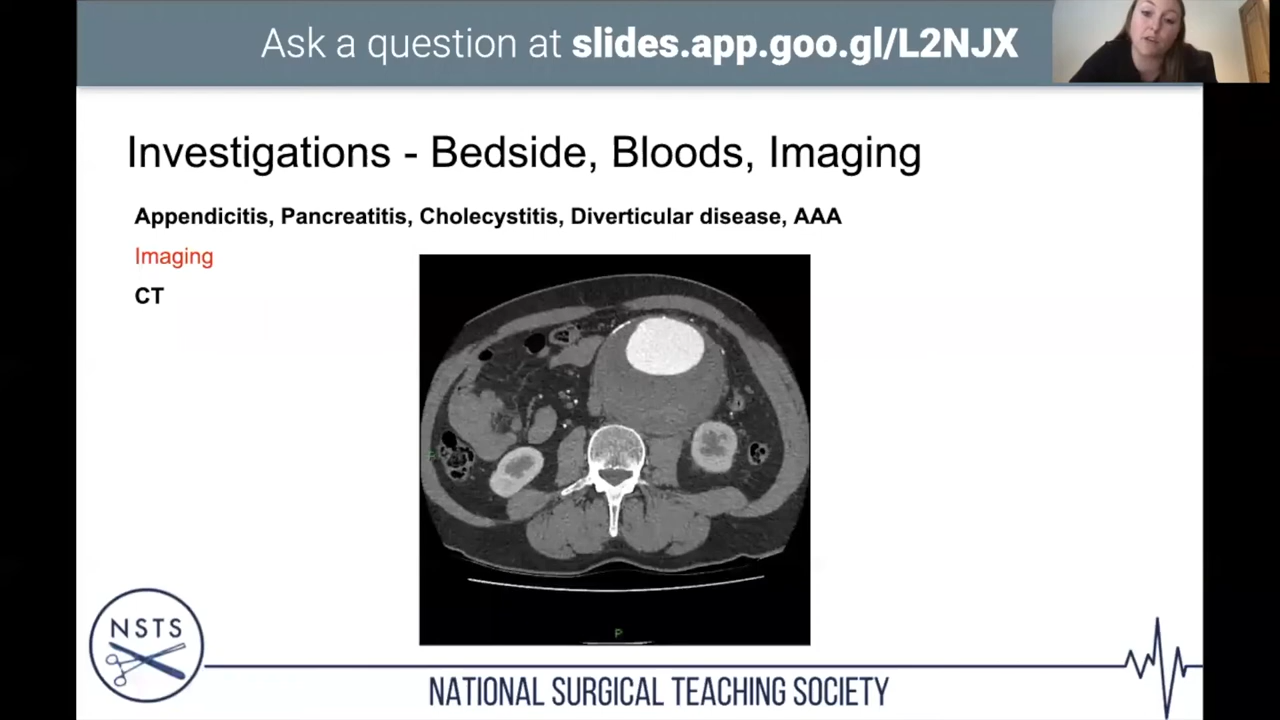 Ask a question at slides.app.goo.gl/L2NJX
Investigations - Bedside, Bloods, Imaging
Appendicitis, Pancreatitis, Cholecystitis, Diverticular disease, AAA
Imaging
CT
P
NSTS
NATIONAL SURGICAL TEACHING SOCIETY